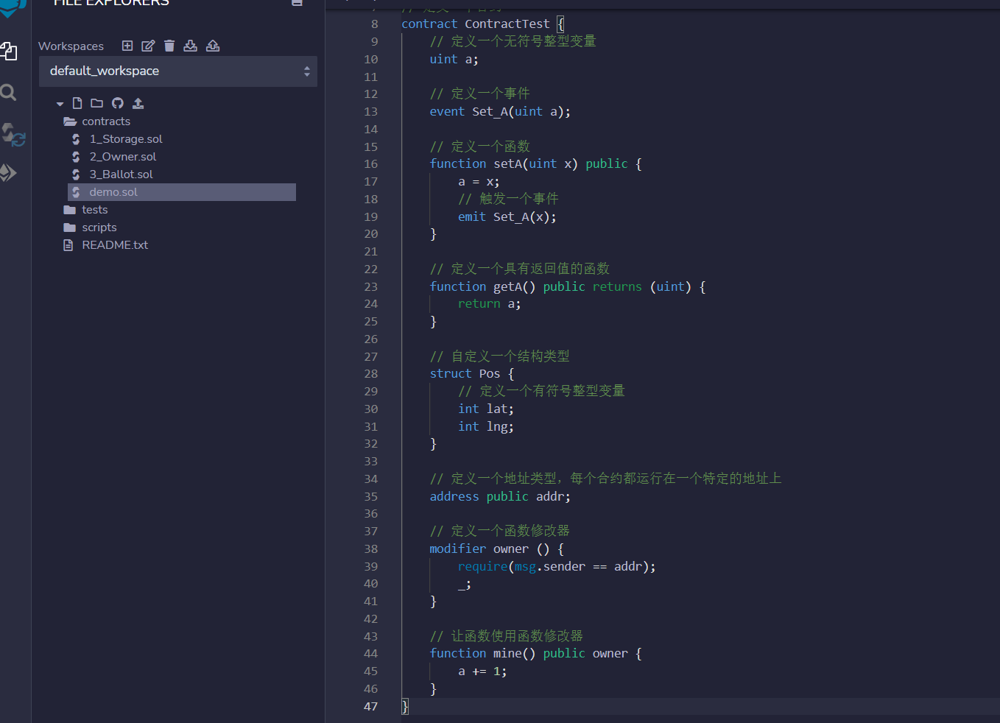 FILE EXPLORERS
Workspaces
default_workspace
contracts
1_Storage.sol
2_Owner.sol
3_Ballot.sol
demo.sol
tests
scripts
README.txt
8 contract ContractTest {
9 // 定义一个无符号整型变量
10 uint a;
11
12 // 定义一个事件
13 event Set_A(uint a);
14
15 // 定义一个函数
16 function setA(uint x) public {
17 a = x;
18 // 触发一个事件
19 emit Set_A(x);
20 }
21
22 // 定义一个具有返回值的函数
23 function getA() public returns (uint) {
24 return a;
25 }
26
27 // 自定义一个结构类型
28 struct Pos {
29 // 定义一个有符号整型变量
30 int lat;
31 int lng;
32 }
33
34 // 定义一个地址类型，每个合约都运行在一个特定的地址上
35 address public addr;
36
37 // 定义一个函数修改器
38 modifier owner () {
39 require(msg.sender == addr);
40 _;
41 }
42
43 // 让函数使用函数修改器
44 function mine() public owner {
45 a += 1;
46 }
47 }